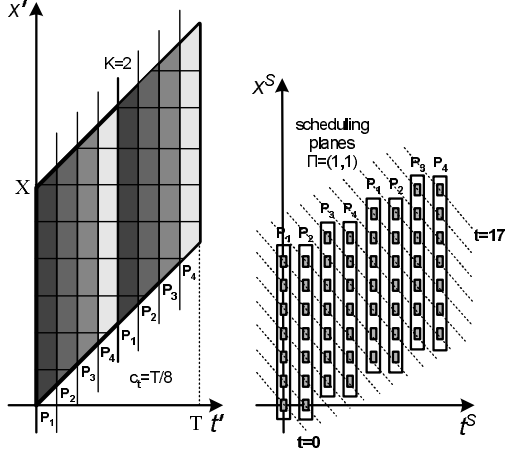 x'
K=2
X
P₄
P₃
P₂
P₁
P₄
P₃
P₂
P₁
cₜ=T/8
T
t'
xˢ
scheduling
planes
Π=(1,1)
P₃ P₄
P₁ P₂
P₃ P₄
P₁ P₂
t=17
t=0
tˢ